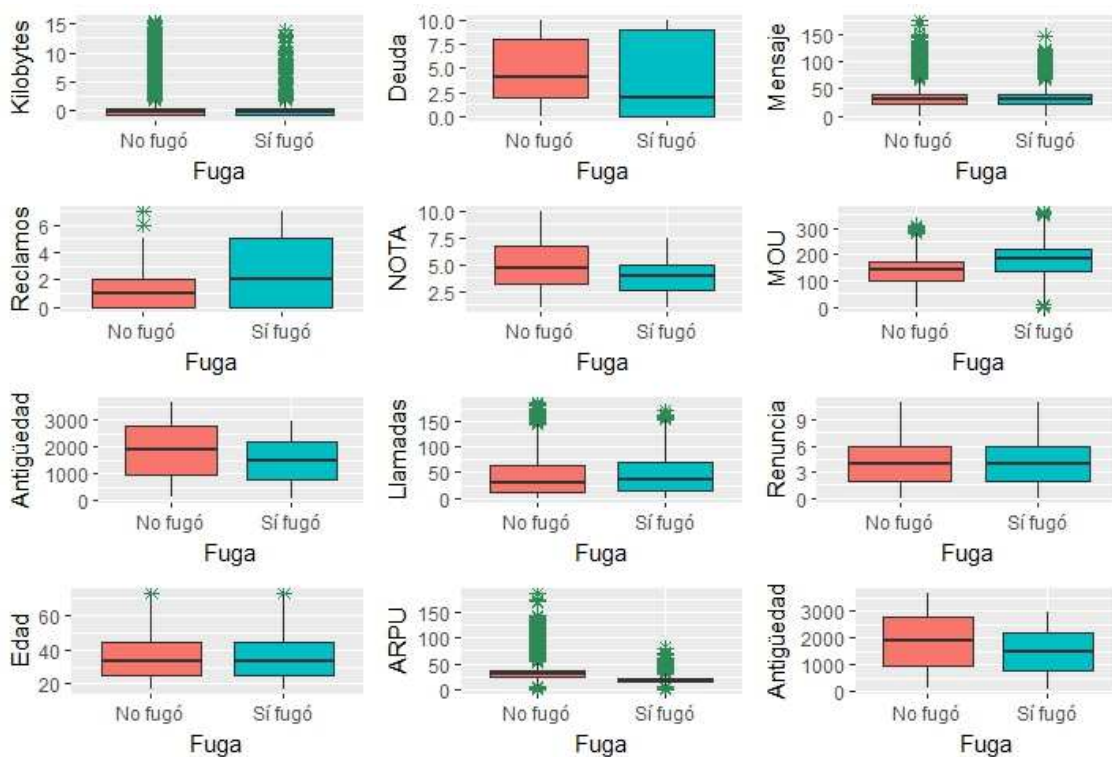 Kilobytes
15
10
5
0
No fugó Sí fugó
Fuga
Deuda
10.0
7.5
5.0
2.5
0.0
No fugó Sí fugó
Fuga
Mensaje
150
100
50
0
No fugó Sí fugó
Fuga
Reclamos
6
4
2
0
No fugó Sí fugó
Fuga
NOTA
10.0
7.5
5.0
2.5
No fugó Sí fugó
Fuga
MOU
300
200
100
0
No fugó Sí fugó
Fuga
Antigüedad
3000
2000
1000
0
No fugó Sí fugó
Fuga
Llamadas
150
100
50
0
No fugó Sí fugó
Fuga
Renuncia
9
6
3
0
No fugó Sí fugó
Fuga
Edad
60
40
20
No fugó Sí fugó
Fuga
ARPU
150
100
50
0
No fugó Sí fugó
Fuga
Antigüedad
3000
2000
1000
0
No fugó Sí fugó
Fuga